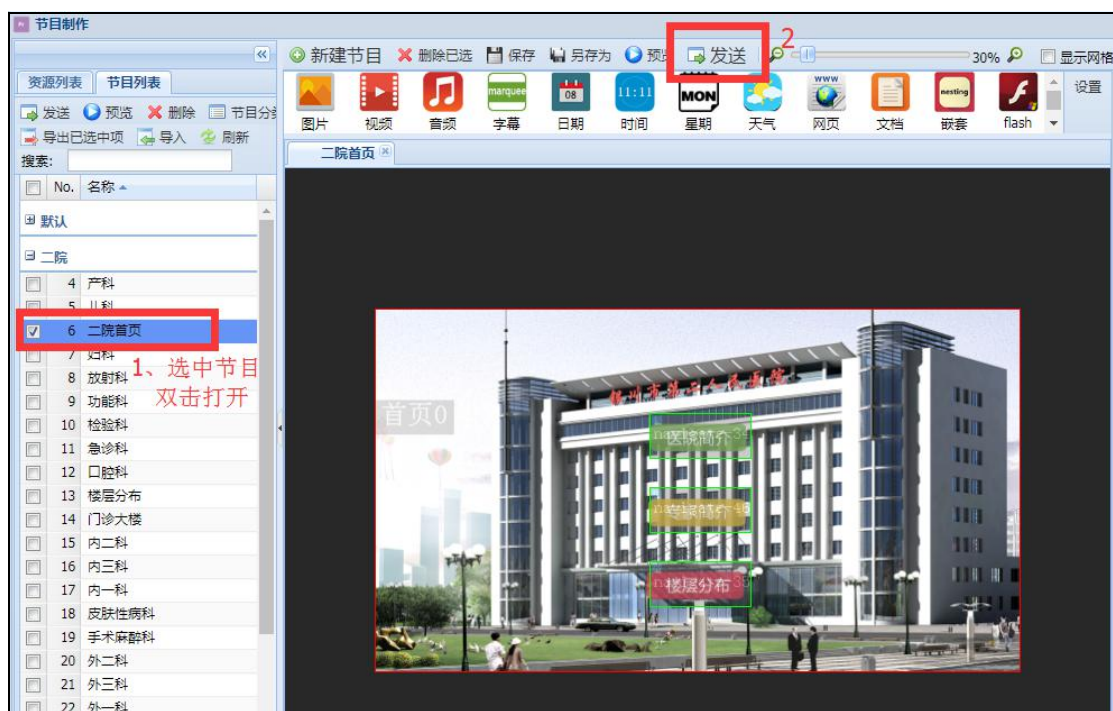 节目制作
新建节目 删除已选 保存 另存为 预览 发送 2 30% 显示网格
资源列表 节目列表
发送 预览 删除 节目分类
导出已选中项 导入 刷新
搜索:
marquee 08 11:11 MON WWW nesting
图片 视频 音频 字幕 日期 时间 星期 天气 网页 文档 嵌套 flash 设置
二院首页
No. 名称
默认
二院
4 产科
5 儿科
6 二院首页
7 妇科
1、选中节目
双击打开
8 放射科
9 功能科
10 检验科
11 急诊科
12 口腔科
13 楼层分布
14 门诊大楼
15 内二科
16 内三科
17 内一科
18 皮肤性病科
19 手术麻醉科
20 外二科
21 外三科
22 外一科
首页0
医院简介
专家简介
楼层分布